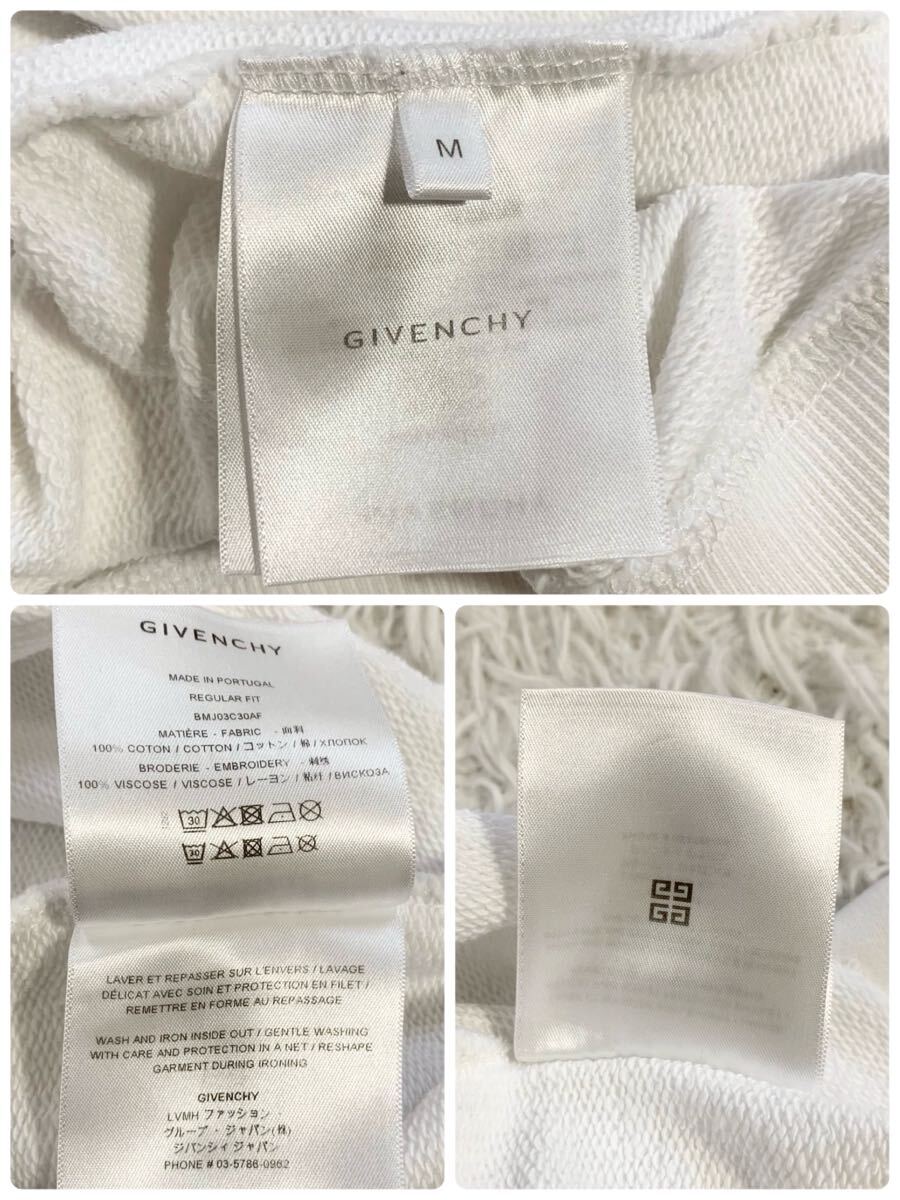 M
GIVENCHY
GIVENCHY
MADE IN PORTUGAL
REGULAR FIT
BMJ03C30AF
MATIÈRE - FABRIC - 面料
100% COTON / COTTON / コットン / 棉 / ХЛОПОК
BRODERIE - EMBROIDERY - 刺绣
100% VISCOSE / VISCOSE / レーヨン / 粘牡 / ВИСКОЗА
30
30
LAVER ET REPASSER SUR L'ENVERS / LAVAGE
DÉLICAT AVEC SOIN ET PROTECTION EN FILET /
REMETTRE EN FORME AU REPASSAGE
WASH AND IRON INSIDE OUT / GENTLE WASHING
WITH CARE AND PROTECTION IN A NET / RESHAPE
GARMENT DURING IRONING
GIVENCHY
LVMH ファッション ·
グループ · ジャパン(株)
ジバンシイ ジャパン
PHONE # 03-5786-0962